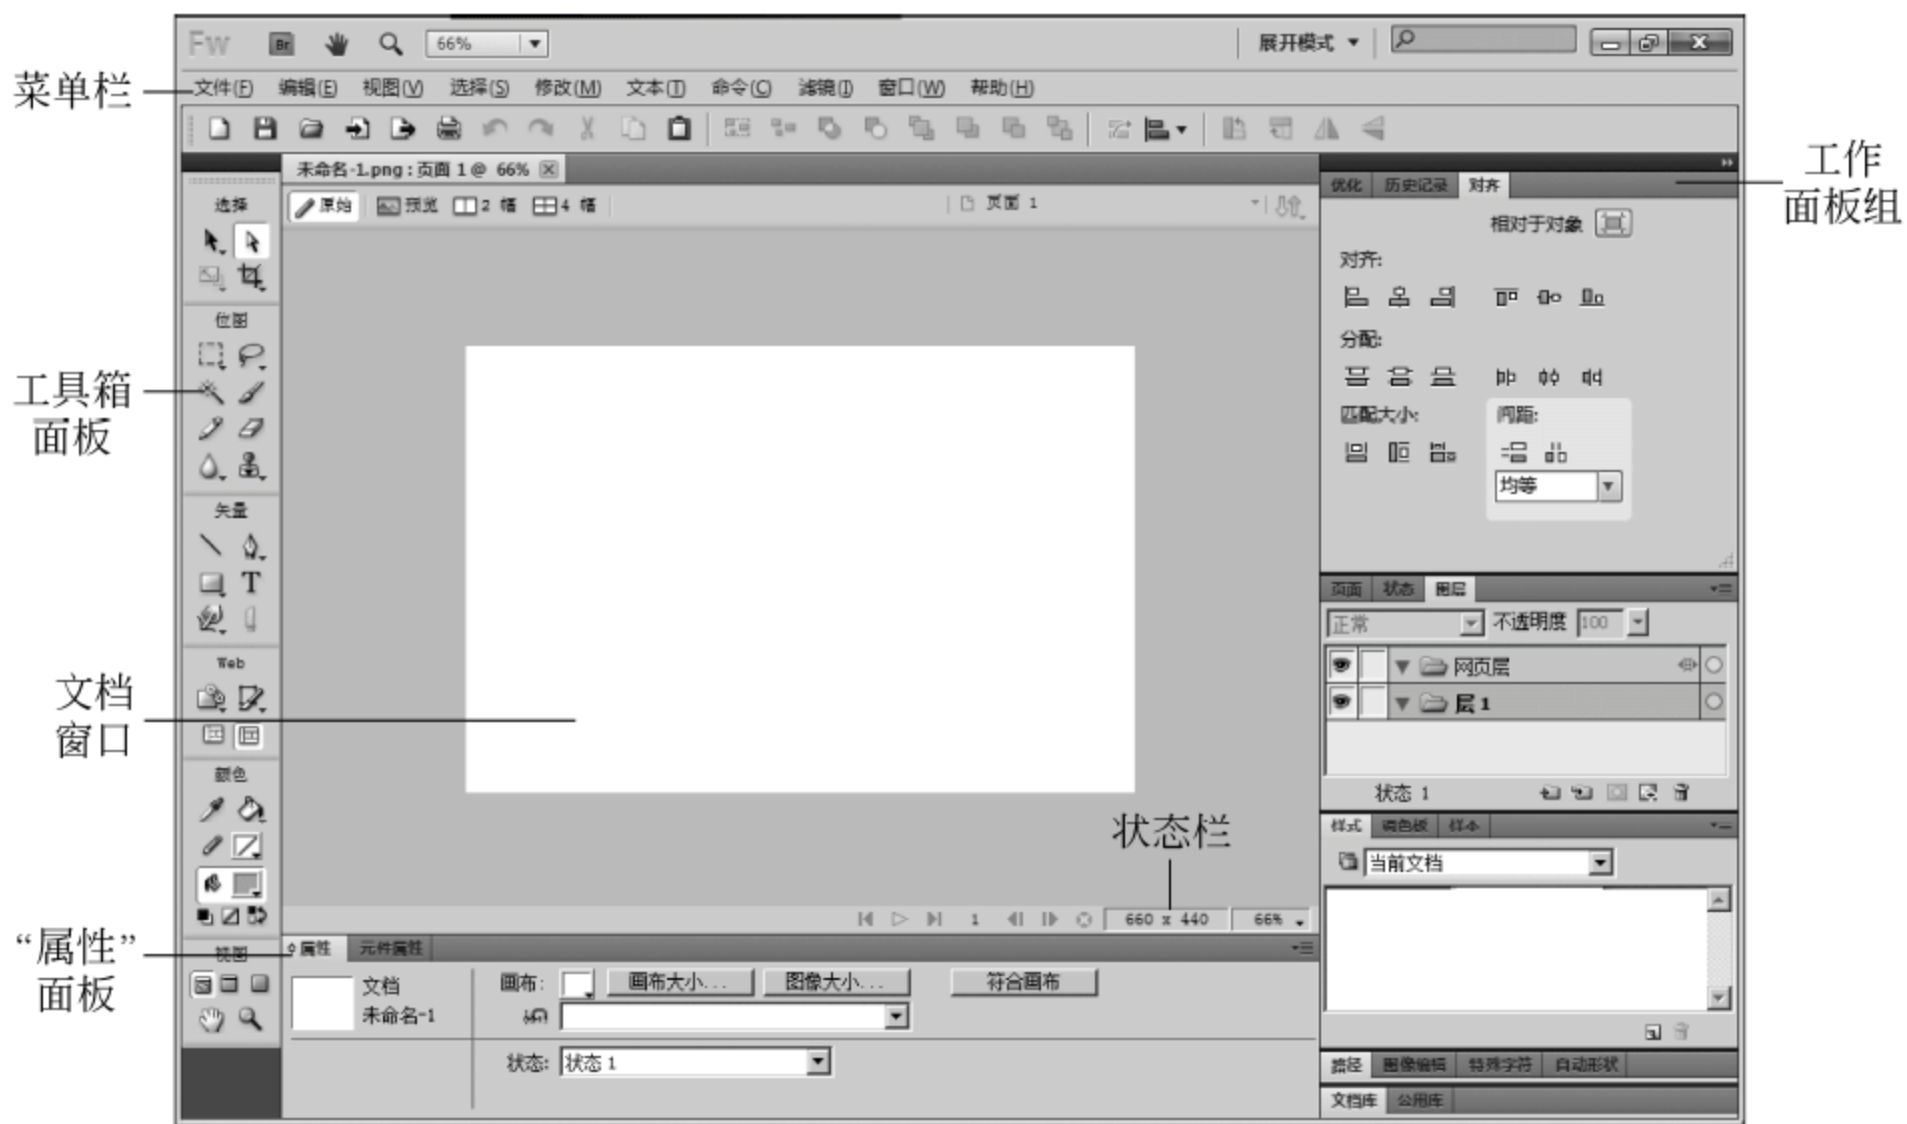 Fw Br 66% 展开模式
菜单栏
文件(F) 编辑(E) 视图(V) 选择(S) 修改(M) 文本(T) 命令(C) 滤镜(I) 窗口(W) 帮助(H)
未命名-1.png : 页面 1 @ 66%
原始 预览 2 幅 4 幅 页面 1
工作
面板组
优化 历史记录 对齐
相对于对象
对齐:
分配:
匹配大小: 间距:
均等
选择
位图
工具箱
面板
矢量
T
Web
文档
窗口
颜色
视图
页面 状态 图层
正常 不透明度 100
网页层
层 1
状态 1
样式 调色板 样本
当前文档
状态栏
1 660 x 440 66%
“属性”
面板
属性 元件属性
文档
未命名-1
画布: 画布大小... 图像大小... 符合画布
状态: 状态 1
路径 图像编辑 特殊字符 自动形状
文档库 公用库